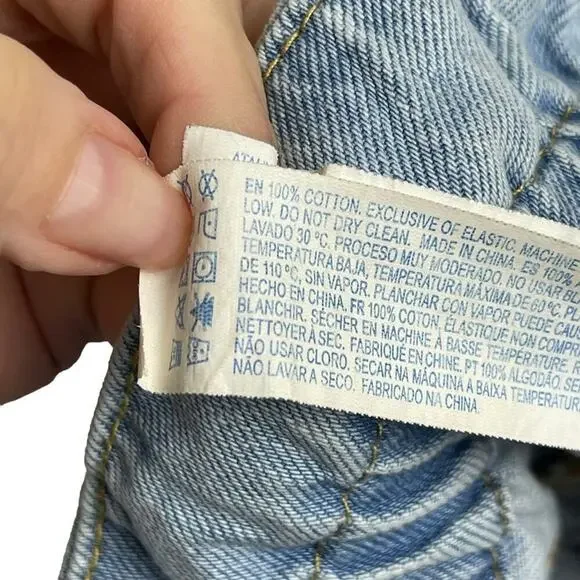 EN 100% COTTON. EXCLUSIVE OF ELASTIC. MACHINE
LOW. DO NOT DRY CLEAN. MADE IN CHINA. ES 100%
LAVADO 30 °C. PROCESO MUY MODERADO. NO USAR
TEMPERATURA BAJA, TEMPERATURA MÁXIMA DE 60°C.
DE 110°C, SIN VAPOR. PLANCHAR CON VAPOR PUEDE
HECHO EN CHINA. FR 100% COTON. ÉLASTIQUE NON
BLANCHIR. SÉCHER EN MACHINE À BASSE TEMPÉRATURE.
NETTOYER À SEC. FABRIQUÉ EN CHINE. PT 100% ALGODÃO.
NÃO USAR CLORO. SECAR NA MÁQUINA A BAIXA
NÃO LAVAR A SECO. FABRICADO NA CHINA.